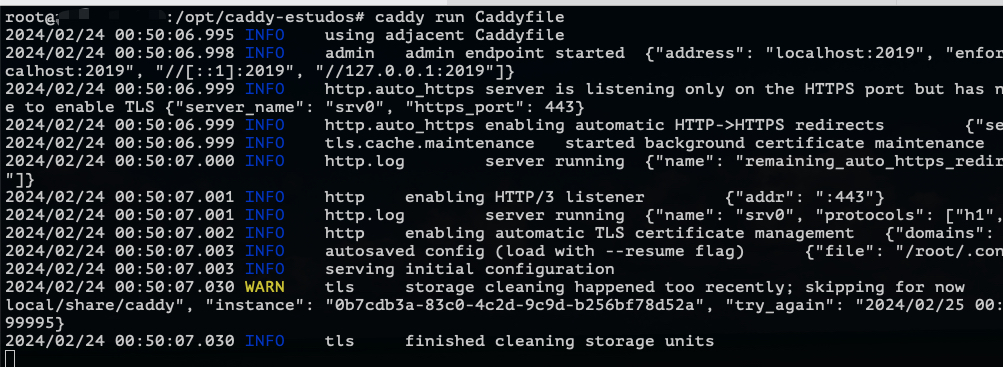 root@ :/opt/caddy-estudos# caddy run Caddyfile
2024/02/24 00:50:06.995 INFO using adjacent Caddyfile
2024/02/24 00:50:06.998 INFO admin admin endpoint started {"address": "localhost:2019", "enfor
calhost:2019", "//[::1]:2019", "//127.0.0.1:2019"]}
2024/02/24 00:50:06.999 INFO http.auto_https server is listening only on the HTTPS port but has n
e to enable TLS {"server_name": "srv0", "https_port": 443}
2024/02/24 00:50:06.999 INFO http.auto_https enabling automatic HTTP->HTTPS redirects {"se
2024/02/24 00:50:06.999 INFO tls.cache.maintenance started background certificate maintenance
2024/02/24 00:50:07.000 INFO http.log server running {"name": "remaining_auto_https_redir
"]}
2024/02/24 00:50:07.001 INFO http enabling HTTP/3 listener {"addr": ":443"}
2024/02/24 00:50:07.001 INFO http.log server running {"name": "srv0", "protocols": ["h1",
2024/02/24 00:50:07.002 INFO http enabling automatic TLS certificate management {"domains":
2024/02/24 00:50:07.003 INFO autosaved config (load with --resume flag) {"file": "/root/.con
2024/02/24 00:50:07.003 INFO serving initial configuration
2024/02/24 00:50:07.030 WARN tls storage cleaning happened too recently; skipping for now
local/share/caddy", "instance": "0b7cdb3a-83c0-4c2d-9c9d-b256bf78d52a", "try_again": "2024/02/25 00:
99995}
2024/02/24 00:50:07.030 INFO tls finished cleaning storage units